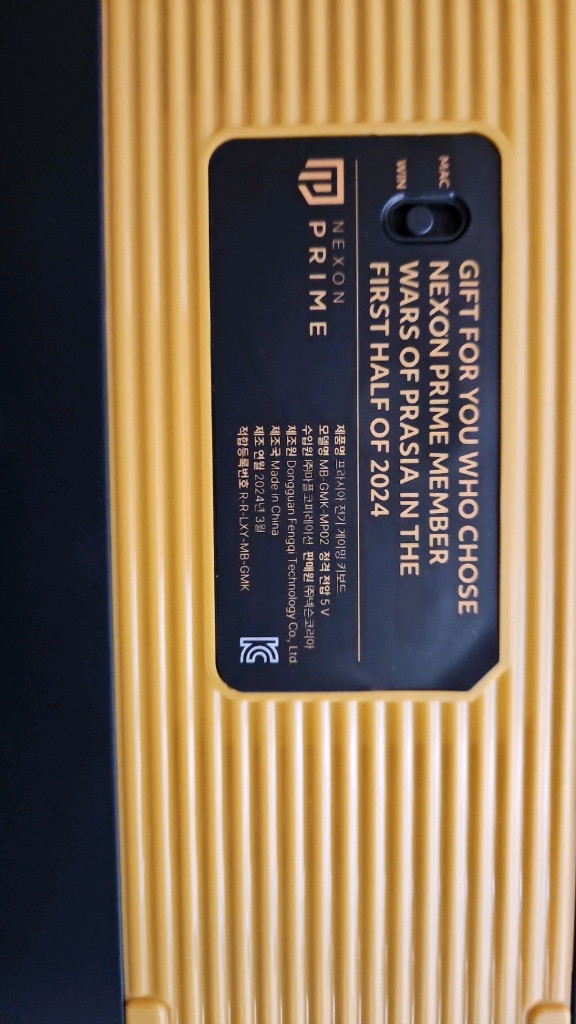 MAC
WIN
GIFT FOR YOU WHO CHOSE
NEXON PRIME MEMBER
WARS OF PRASIA IN THE
FIRST HALF OF 2024
NEXON
PRIME
제품명 프라시아 전기 게이밍 키보드
모델명 MB-GMK-MP02 정격 전압 5 V
수입원 ㈜마플코퍼레이션 판매원 ㈜넥슨코리아
제조원 Dongguan Fengqi Technology Co., Ltd.
제조국 Made in China
제조 연월 2024년 3월
적합등록번호 R-R-LXY-MB-GMK